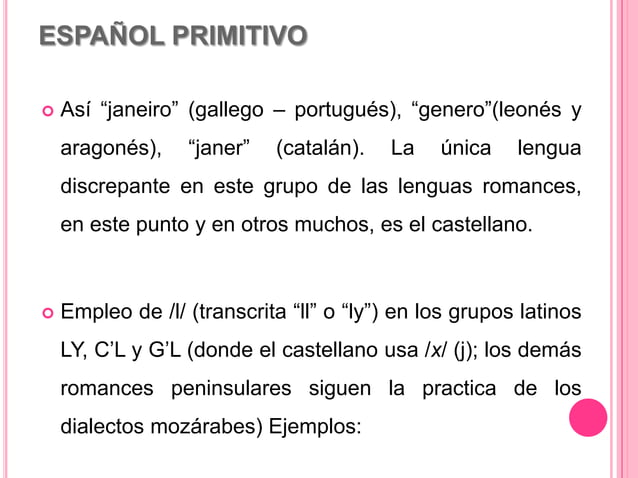 ESPAÑOL PRIMITIVO
Así “janeiro” (gallego – portugués), “genero”(leonés y
aragonés), “janer” (catalán). La única lengua
discrepante en este grupo de las lenguas romances,
en este punto y en otros muchos, es el castellano.
Empleo de /l/ (transcrita “ll” o “ly”) en los grupos latinos
LY, C’L y G’L (donde el castellano usa /x/ (j); los demás
romances peninsulares siguen la practica de los
dialectos mozárabes) Ejemplos: